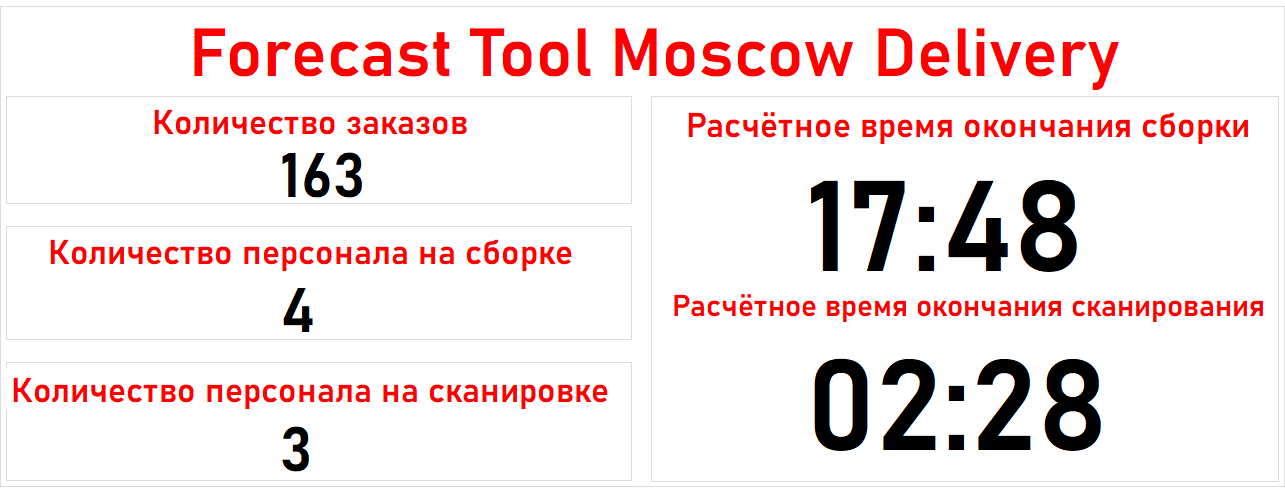 Forecast Tool Moscow Delivery
Количество заказов
163
Количество персонала на сборке
4
Количество персонала на сканировке
3
Расчётное время окончания сборки
17:48
Расчётное время окончания сканирования
02:28